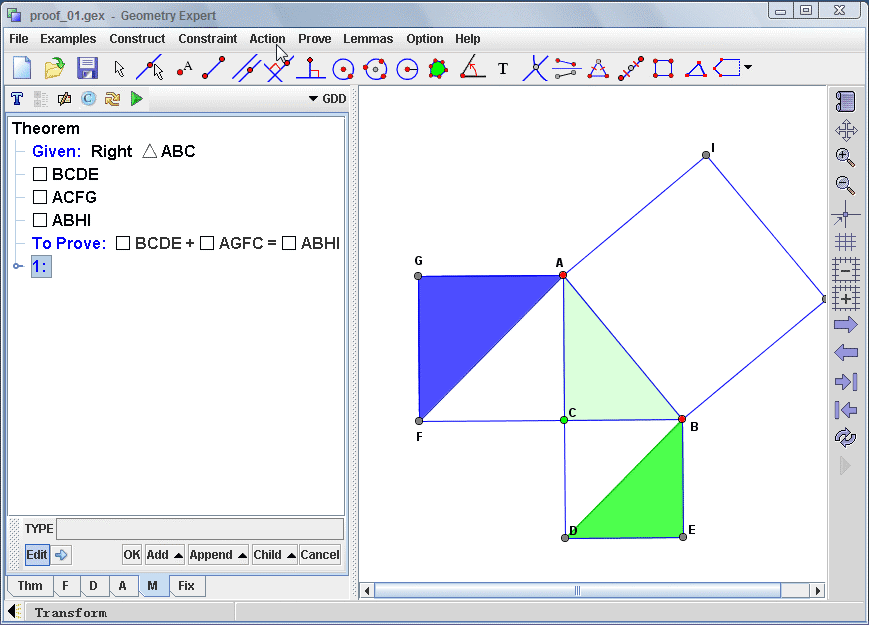 proof_01.gex - Geometry Expert
File Examples Construct Constraint Action Prove Lemmas Option Help
A T
T C GDD
Theorem
Given: Right △ ABC
□ BCDE
□ ACFG
□ ABHI
To Prove: □ BCDE + □ AGFC = □ ABHI
1:
I
G A
C B
F
D E
TYPE
Edit OK Add Append Child Cancel
Thm F D A M Fix
Transform